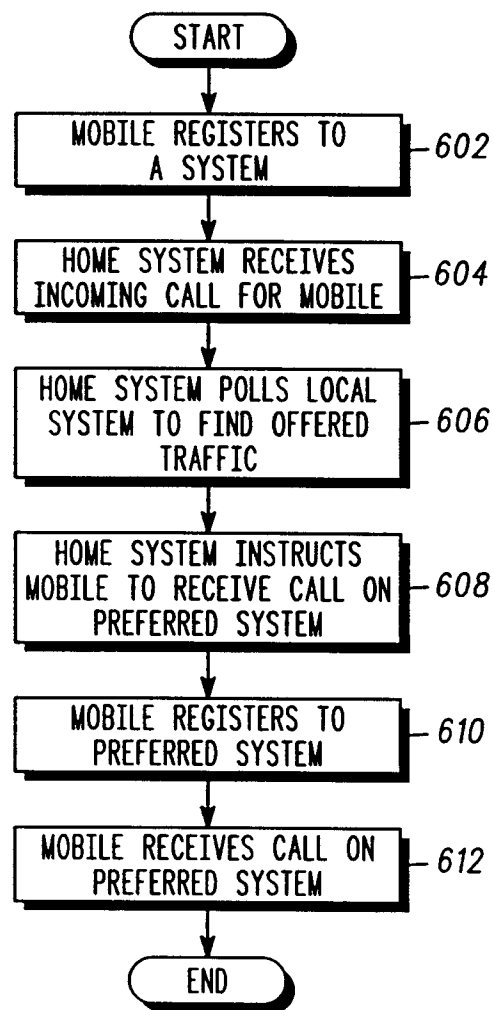 START
MOBILE REGISTERS TO
A SYSTEM
602
HOME SYSTEM RECEIVES
INCOMING CALL FOR MOBILE
604
HOME SYSTEM POLLS LOCAL
SYSTEM TO FIND OFFERED
TRAFFIC
606
HOME SYSTEM INSTRUCTS
MOBILE TO RECEIVE CALL ON
PREFERRED SYSTEM
608
MOBILE REGISTERS TO
PREFERRED SYSTEM
610
MOBILE RECEIVES CALL ON
PREFERRED SYSTEM
612
END